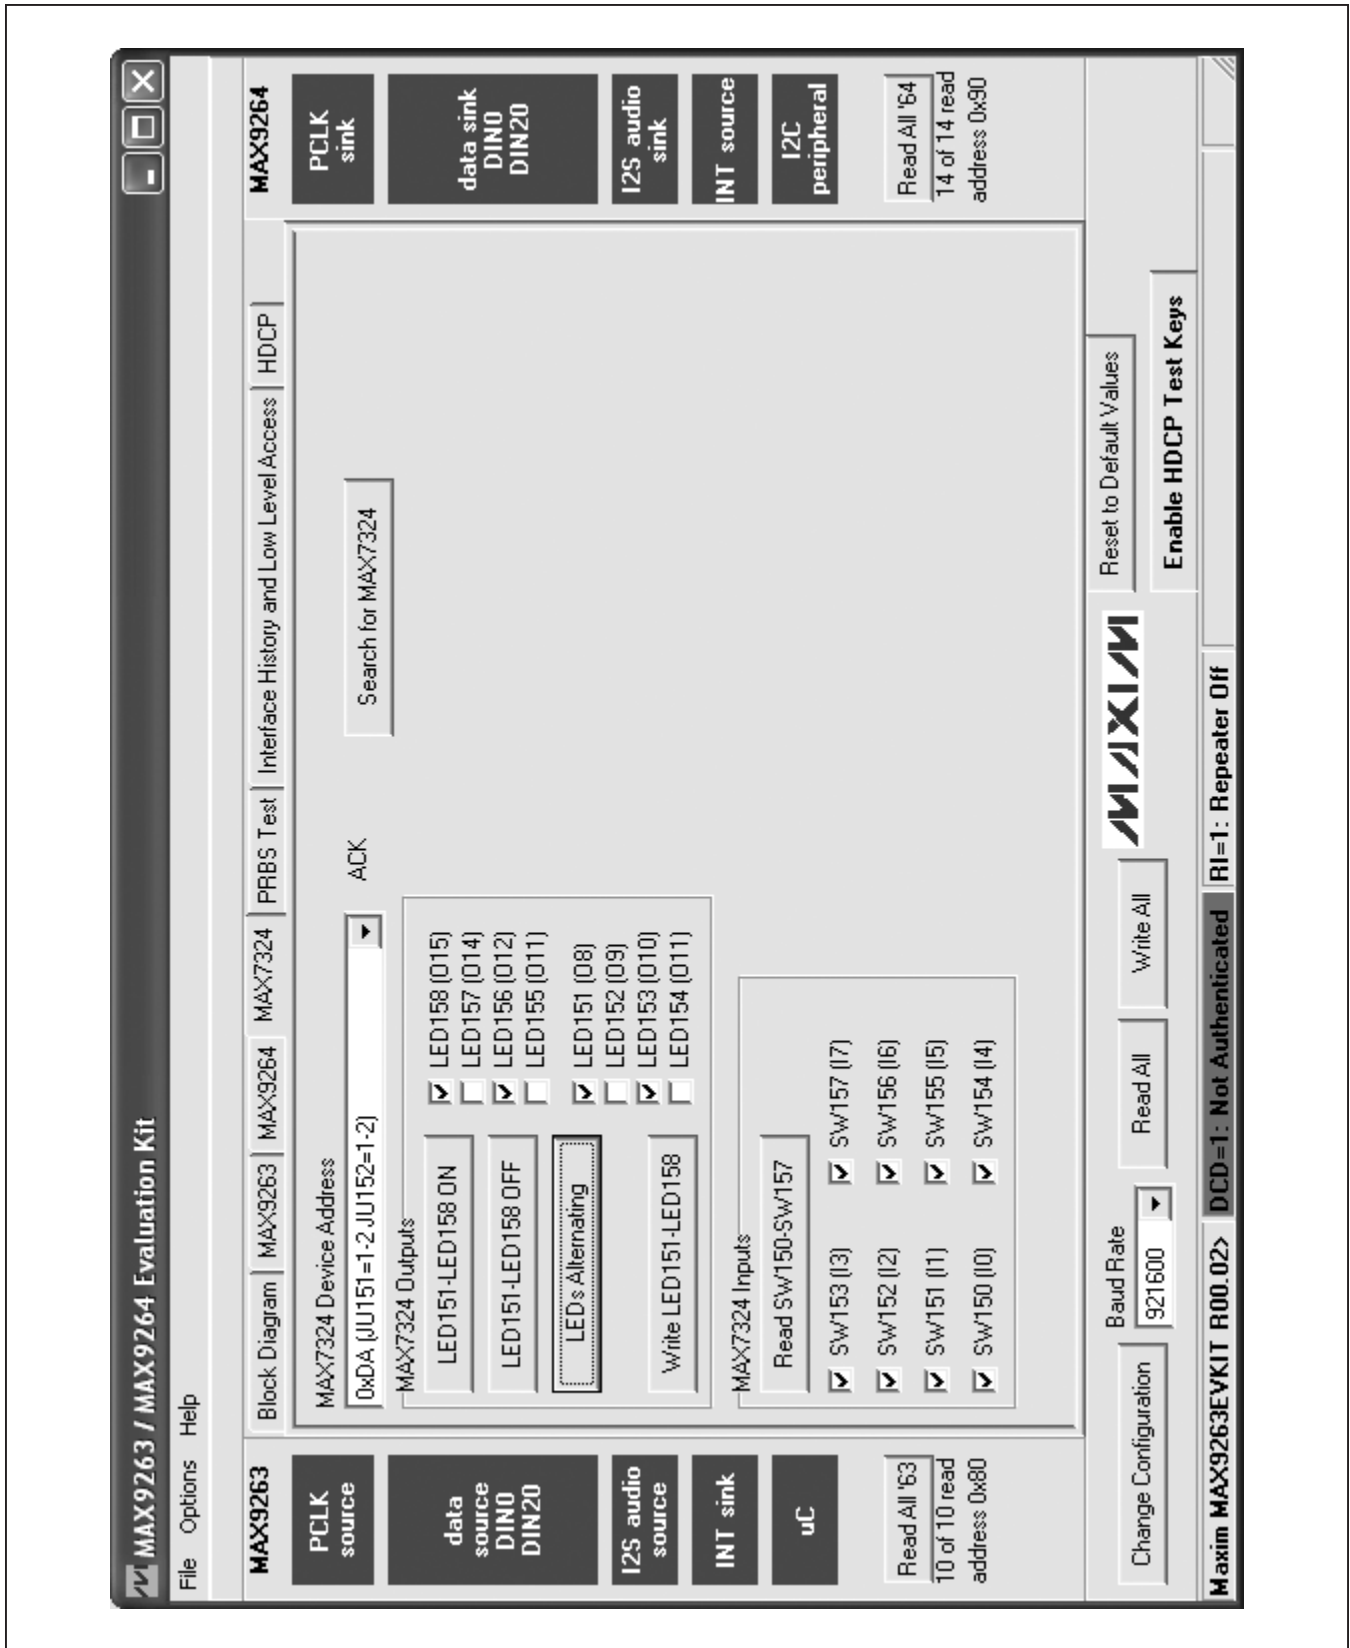 MAX9263 / MAX9264 Evaluation Kit
File Options Help
MAX9263
PCLK
source
data
source
DIN0
DIN20
I2S audio
source
INT sink
uC
Read All '63
10 of 10 read
address 0x80
Block Diagram MAX9263 MAX9264 MAX7324 PRBS Test Interface History and Low Level Access HDCP
MAX7324 Device Address
0xDA (JU151=1-2 JU152=1-2) ACK Search for MAX7324
MAX7324 Outputs
LED151-LED158 ON
LED151-LED158 OFF
LEDs Alternating
Write LED151-LED158
LED158 (O15)
LED157 (O14)
LED156 (O12)
LED155 (O11)
LED151 (O8)
LED152 (O9)
LED153 (O10)
LED154 (O11)
MAX7324 Inputs
Read SW150-SW157
SW153 (I3) SW157 (I7)
SW152 (I2) SW156 (I6)
SW151 (I1) SW155 (I5)
SW150 (I0) SW154 (I4)
MAX9264
PCLK
sink
data sink
DIN0
DIN20
I2S audio
sink
INT source
I2C
peripheral
Read All '64
14 of 14 read
address 0x90
Change Configuration
Baud Rate
921600
Read All
Write All
MAXIM
Reset to Default Values
Enable HDCP Test Keys
Maxim MAX9263EVKIT R00.02> DCD=1: Not Authenticated RI=1: Repeater Off